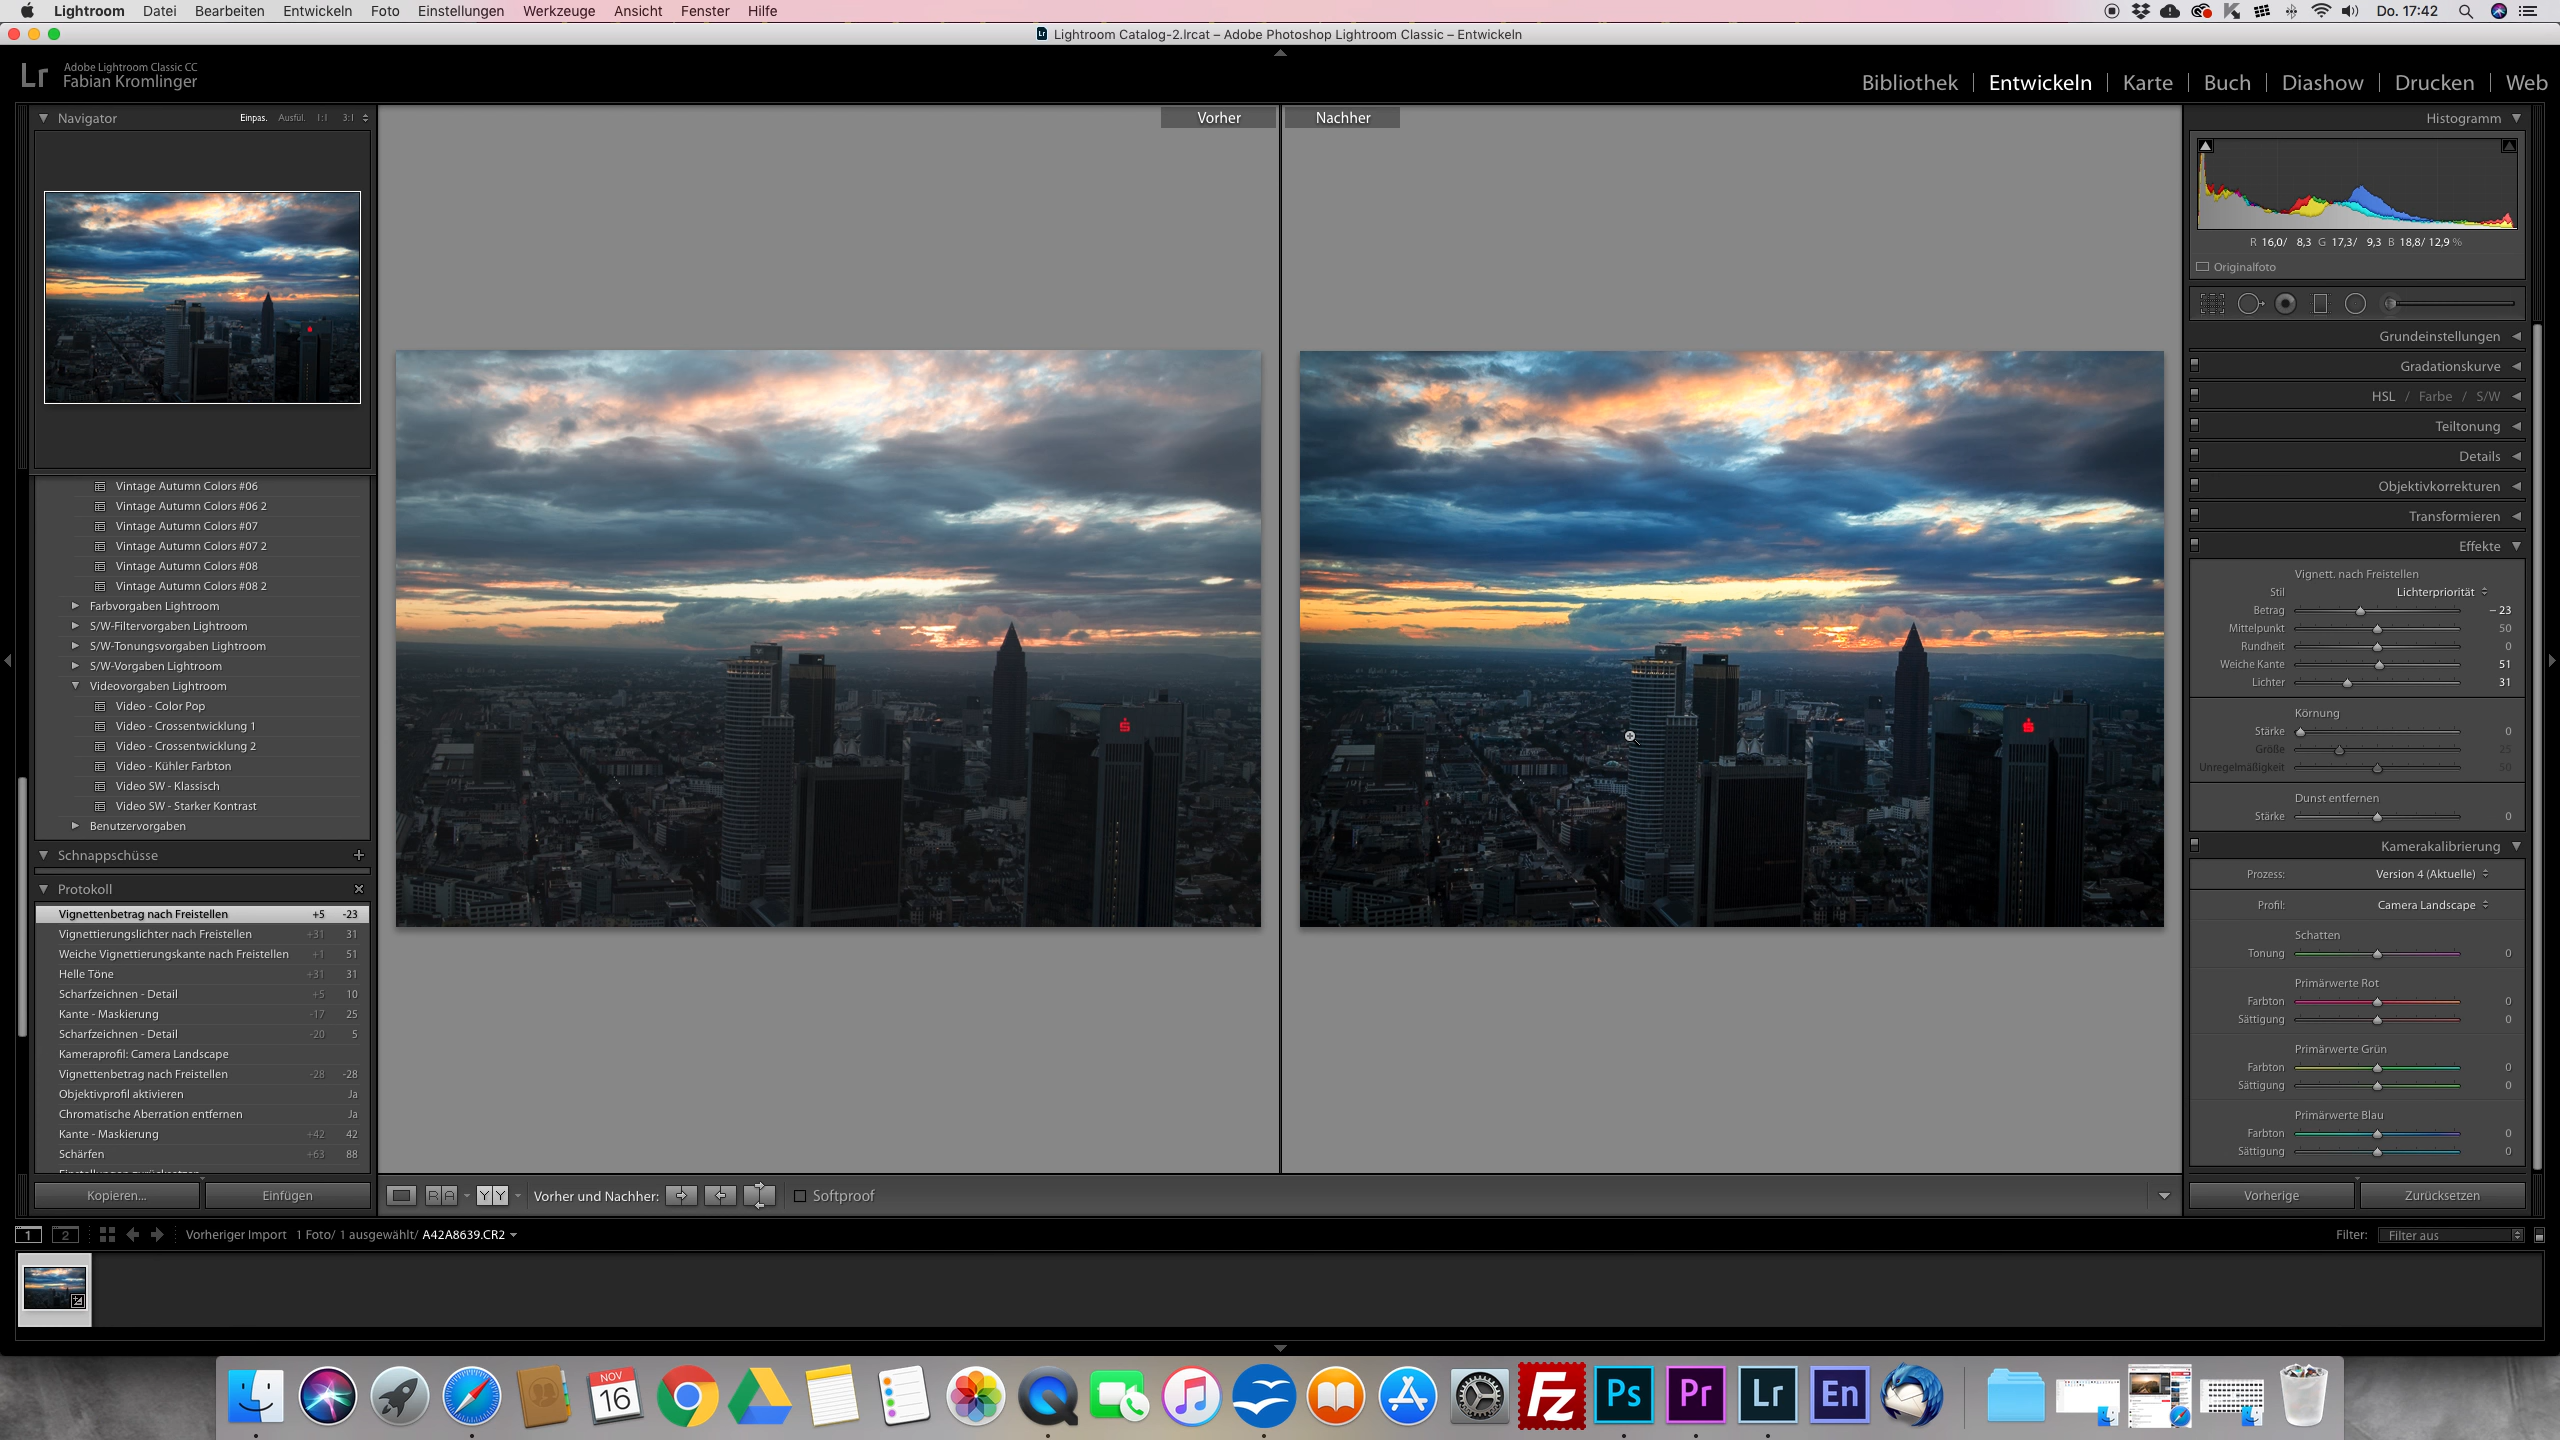 Lightroom Datei Bearbeiten Entwickeln Foto Einstellungen Werkzeuge Ansicht Fenster Hilfe Do. 17:42
Lightroom Catalog-2.lrcat – Adobe Photoshop Lightroom Classic – Entwickeln
Lr Adobe Lightroom Classic CC
Fabian Kromlinger
Bibliothek | Entwickeln | Karte | Buch | Diashow | Drucken | Web
Navigator Einpas. Ausfül. 1:1 3:1
Vorher
Nachher
Histogramm
R 16,0/ 8,3 G 17,3/ 9,3 B 18,8/ 12,9 %
Originalfoto
Grundeinstellungen
Gradationskurve
HSL / Farbe / S/W
Teiltonung
Details
Objektivkorrekturen
Transformieren
Effekte
Vignett. nach Freistellen
Stil Lichterpriorität
Betrag – 23
Mittelpunkt 50
Rundheit 0
Weiche Kante 51
Lichter 31
Körnung
Stärke 0
Größe 25
Unregelmäßigkeit 50
Dunst entfernen
Stärke 0
Kamerakalibrierung
Prozess: Version 4 (Aktuelle)
Profil: Camera Landscape
Schatten
Tonung 0
Primärwerte Rot
Farbton 0
Sättigung 0
Primärwerte Grün
Farbton 0
Sättigung 0
Primärwerte Blau
Farbton 0
Sättigung 0
Vorherige Zurücksetzen
Vintage Autumn Colors #06
Vintage Autumn Colors #06 2
Vintage Autumn Colors #07
Vintage Autumn Colors #07 2
Vintage Autumn Colors #08
Vintage Autumn Colors #08 2
Farbvorgaben Lightroom
S/W-Filtervorgaben Lightroom
S/W-Tonungsvorgaben Lightroom
S/W-Vorgaben Lightroom
Videovorgaben Lightroom
Video - Color Pop
Video - Crossentwicklung 1
Video - Crossentwicklung 2
Video - Kühler Farbton
Video SW - Klassisch
Video SW - Starker Kontrast
Benutzervorgaben
Schnappschüsse
Protokoll
Vignettenbetrag nach Freistellen +5 -23
Vignettierungslichter nach Freistellen +31 31
Weiche Vignettierungskante nach Freistellen +1 51
Helle Töne +31 31
Scharfzeichnen - Detail +5 10
Kante - Maskierung -17 25
Scharfzeichnen - Detail -20 5
Kameraprofil: Camera Landscape
Vignettenbetrag nach Freistellen -28 -28
Objektivprofil aktivieren Ja
Chromatische Aberration entfernen Ja
Kante - Maskierung +42 42
Schärfen +63 88
Einstellungen zurücksetzen
Kopieren... Einfügen
R A Y Y Vorher und Nachher: Softproof
1 2 Vorheriger Import 1 Foto/ 1 ausgewählt/ A42A8639.CR2
Filter: Filter aus
NOV
16
Fz Ps Pr Lr En